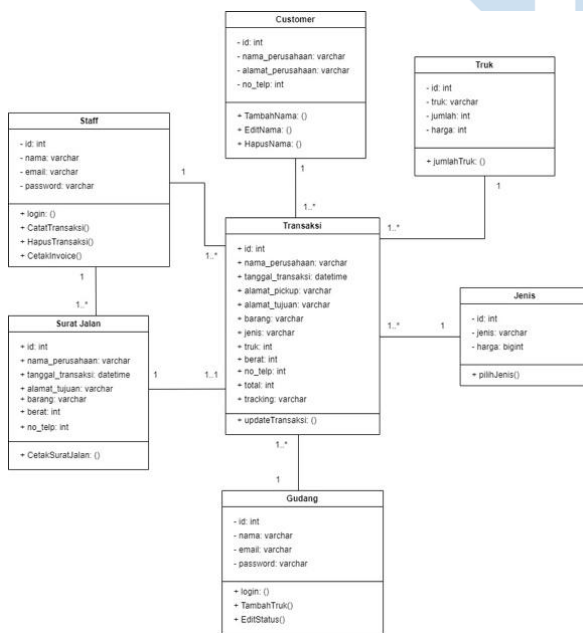 Customer
- id: int
- nama_perusahaan: varchar
- alamat_perusahaan: varchar
- no_telp: int
+ TambahNama: ()
+ EditNama: ()
+ HapusNama: ()
Truk
- id: int
- truk: varchar
- jumlah: int
- harga: int
+ jumlahTruk: ()
Staff
- id: int
- nama: varchar
- email: varchar
- password: varchar
+ login: ()
+ CatatTransaksi()
+ HapusTransaksi()
+ CetakInvoice()
1
1..*
1
1..*
1
1..*
1
1..*
Transaksi
+ id: int
+ nama_perusahaan: varchar
+ tanggal_transaksi: datetime
+ alamat_pickup: varchar
+ alamat_tujuan: varchar
+ barang: varchar
+ jenis: varchar
+ truk: int
+ berat: int
+ no_telp: int
+ total: int
+ tracking: varchar
+ updateTransaksi: ()
Jenis
- id: int
- jenis: varchar
- harga: bigint
+ pilihJenis()
1..*
1
Surat Jalan
+ id: int
+ nama_perusahaan: varchar
+ tanggal_transaksi: datetime
+ alamat_tujuan: varchar
+ barang: varchar
+ berat: int
+ no_telp: int
+ CetakSuratJalan: ()
1
1..1
1..*
1
Gudang
- id: int
- nama: varchar
- email: varchar
- password: varchar
+ login: ()
+ TambahTruk()
+ EditStatus()